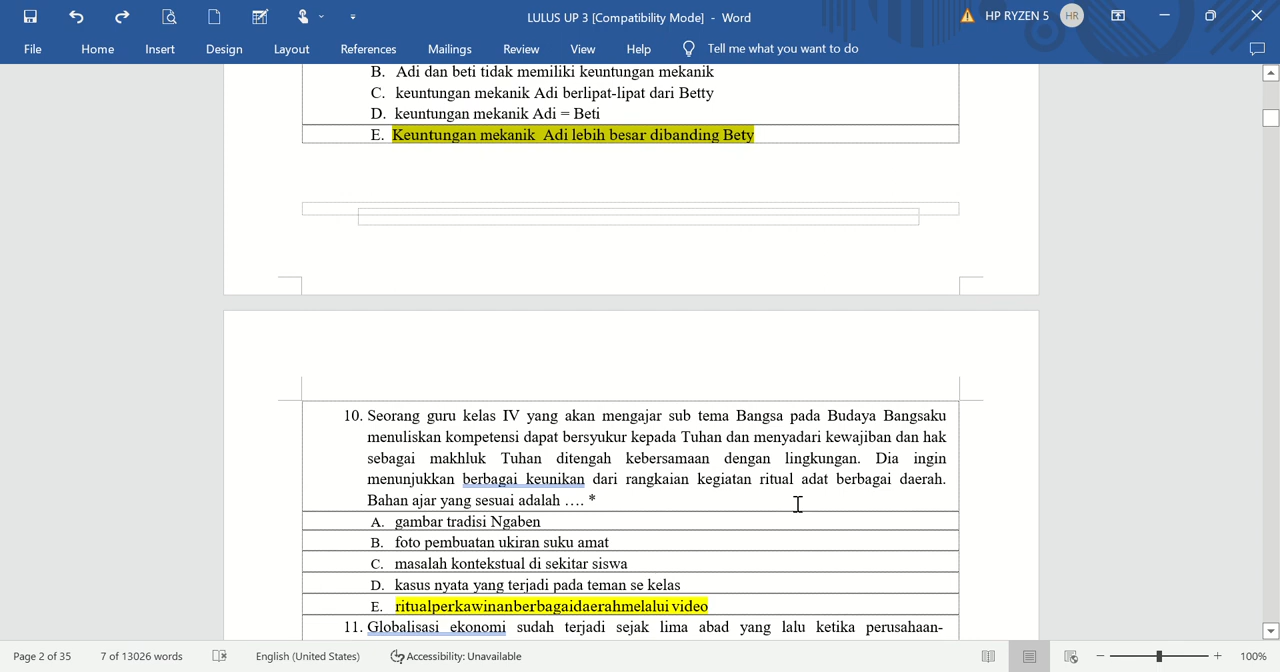 LULUS UP 3 [Compatibility Mode] - Word
HP RYZEN 5 HR
File Home Insert Design Layout References Mailings Review View Help Tell me what you want to do
B. Adi dan beti tidak memiliki keuntungan mekanik
C. keuntungan mekanik Adi berlipat-lipat dari Betty
D. keuntungan mekanik Adi = Beti
E. Keuntungan mekanik Adi lebih besar dibanding Bety
10. Seorang guru kelas IV yang akan mengajar sub tema Bangsa pada Budaya Bangsaku
menuliskan kompetensi dapat bersyukur kepada Tuhan dan menyadari kewajiban dan hak
sebagai makhluk Tuhan ditengah kebersamaan dengan lingkungan. Dia ingin
menunjukkan berbagai keunikan dari rangkaian kegiatan ritual adat berbagai daerah.
Bahan ajar yang sesuai adalah .... *
A. gambar tradisi Ngaben
B. foto pembuatan ukiran suku amat
C. masalah kontekstual di sekitar siswa
D. kasus nyata yang terjadi pada teman se kelas
E. ritualperkawinanberbagaidaerahmelalui video
11. Globalisasi ekonomi sudah terjadi sejak lima abad yang lalu ketika perusahaan-
Page 2 of 35 7 of 13026 words English (United States) Accessibility: Unavailable 100%